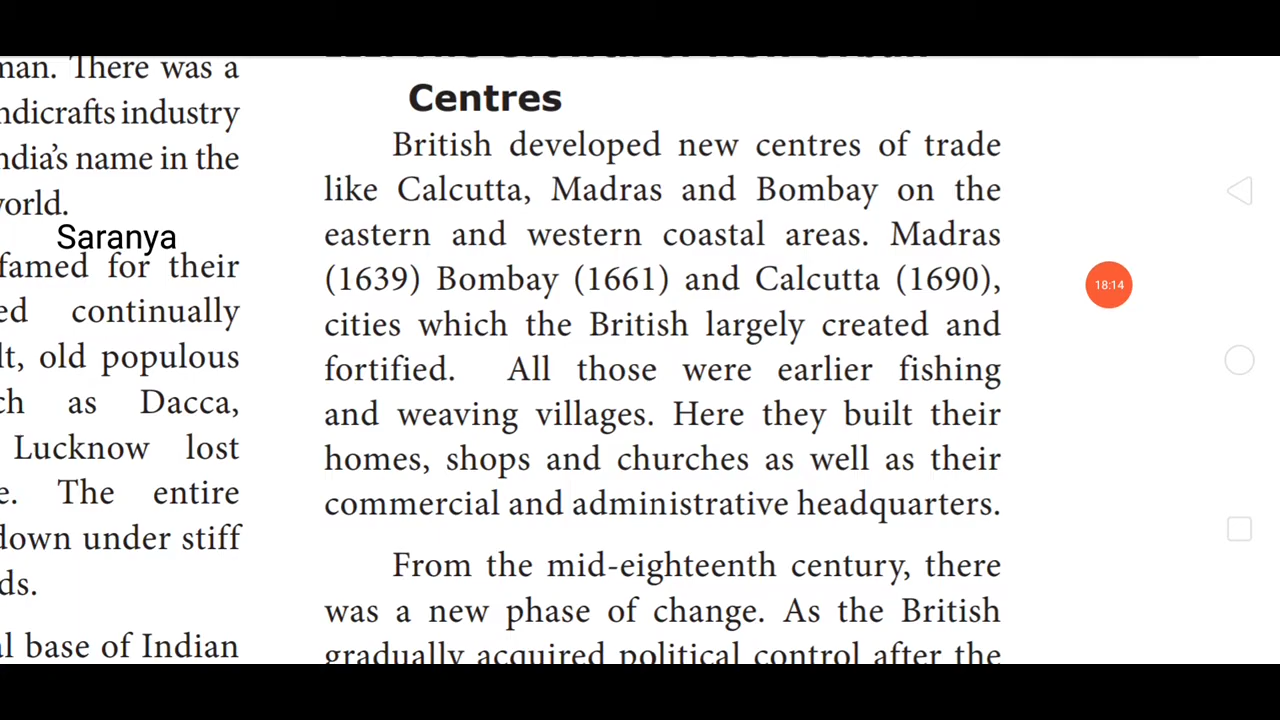 man. There was a
ndicrafts industry
ndia's name in the
vorld.
Saranya
famed for their
ed continually
lt, old populous
ch as Dacca,
Lucknow lost
e. The entire
down under stiff
ds.
al base of Indian
Centres
British developed new centres of trade
like Calcutta, Madras and Bombay on the
eastern and western coastal areas. Madras
(1639) Bombay (1661) and Calcutta (1690),
cities which the British largely created and
fortified. All those were earlier fishing
and weaving villages. Here they built their
homes, shops and churches as well as their
commercial and administrative headquarters.
From the mid-eighteenth century, there
was a new phase of change. As the British
gradually acquired political control after the
18:14